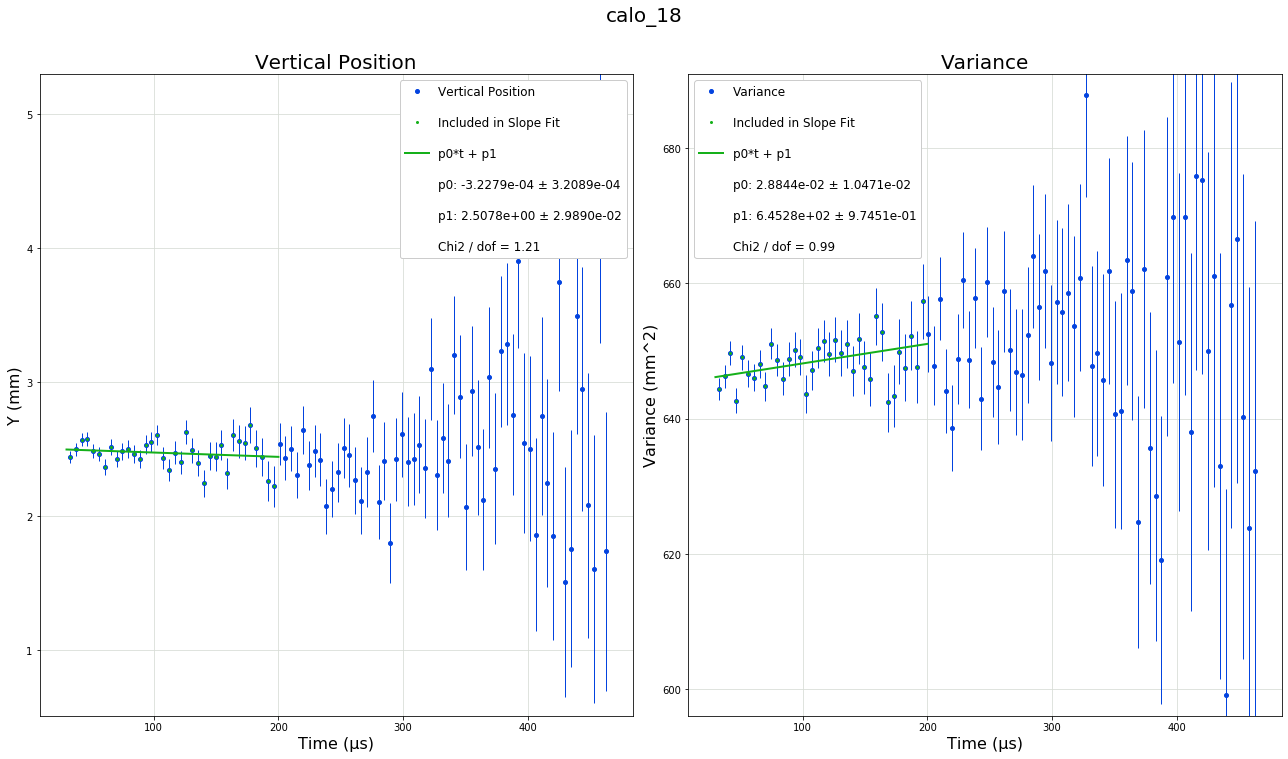 calo_18
Vertical Position
5
4
3
2
1
Y (mm)
100
200
300
400
Time (µs)
Vertical Position
Included in Slope Fit
p0*t + p1
p0: -3.2279e-04 ± 3.2089e-04
p1: 2.5078e+00 ± 2.9890e-02
Chi2 / dof = 1.21
Variance
680
660
640
620
600
Variance (mm^2)
100
200
300
400
Time (µs)
Variance
Included in Slope Fit
p0*t + p1
p0: 2.8844e-02 ± 1.0471e-02
p1: 6.4528e+02 ± 9.7451e-01
Chi2 / dof = 0.99